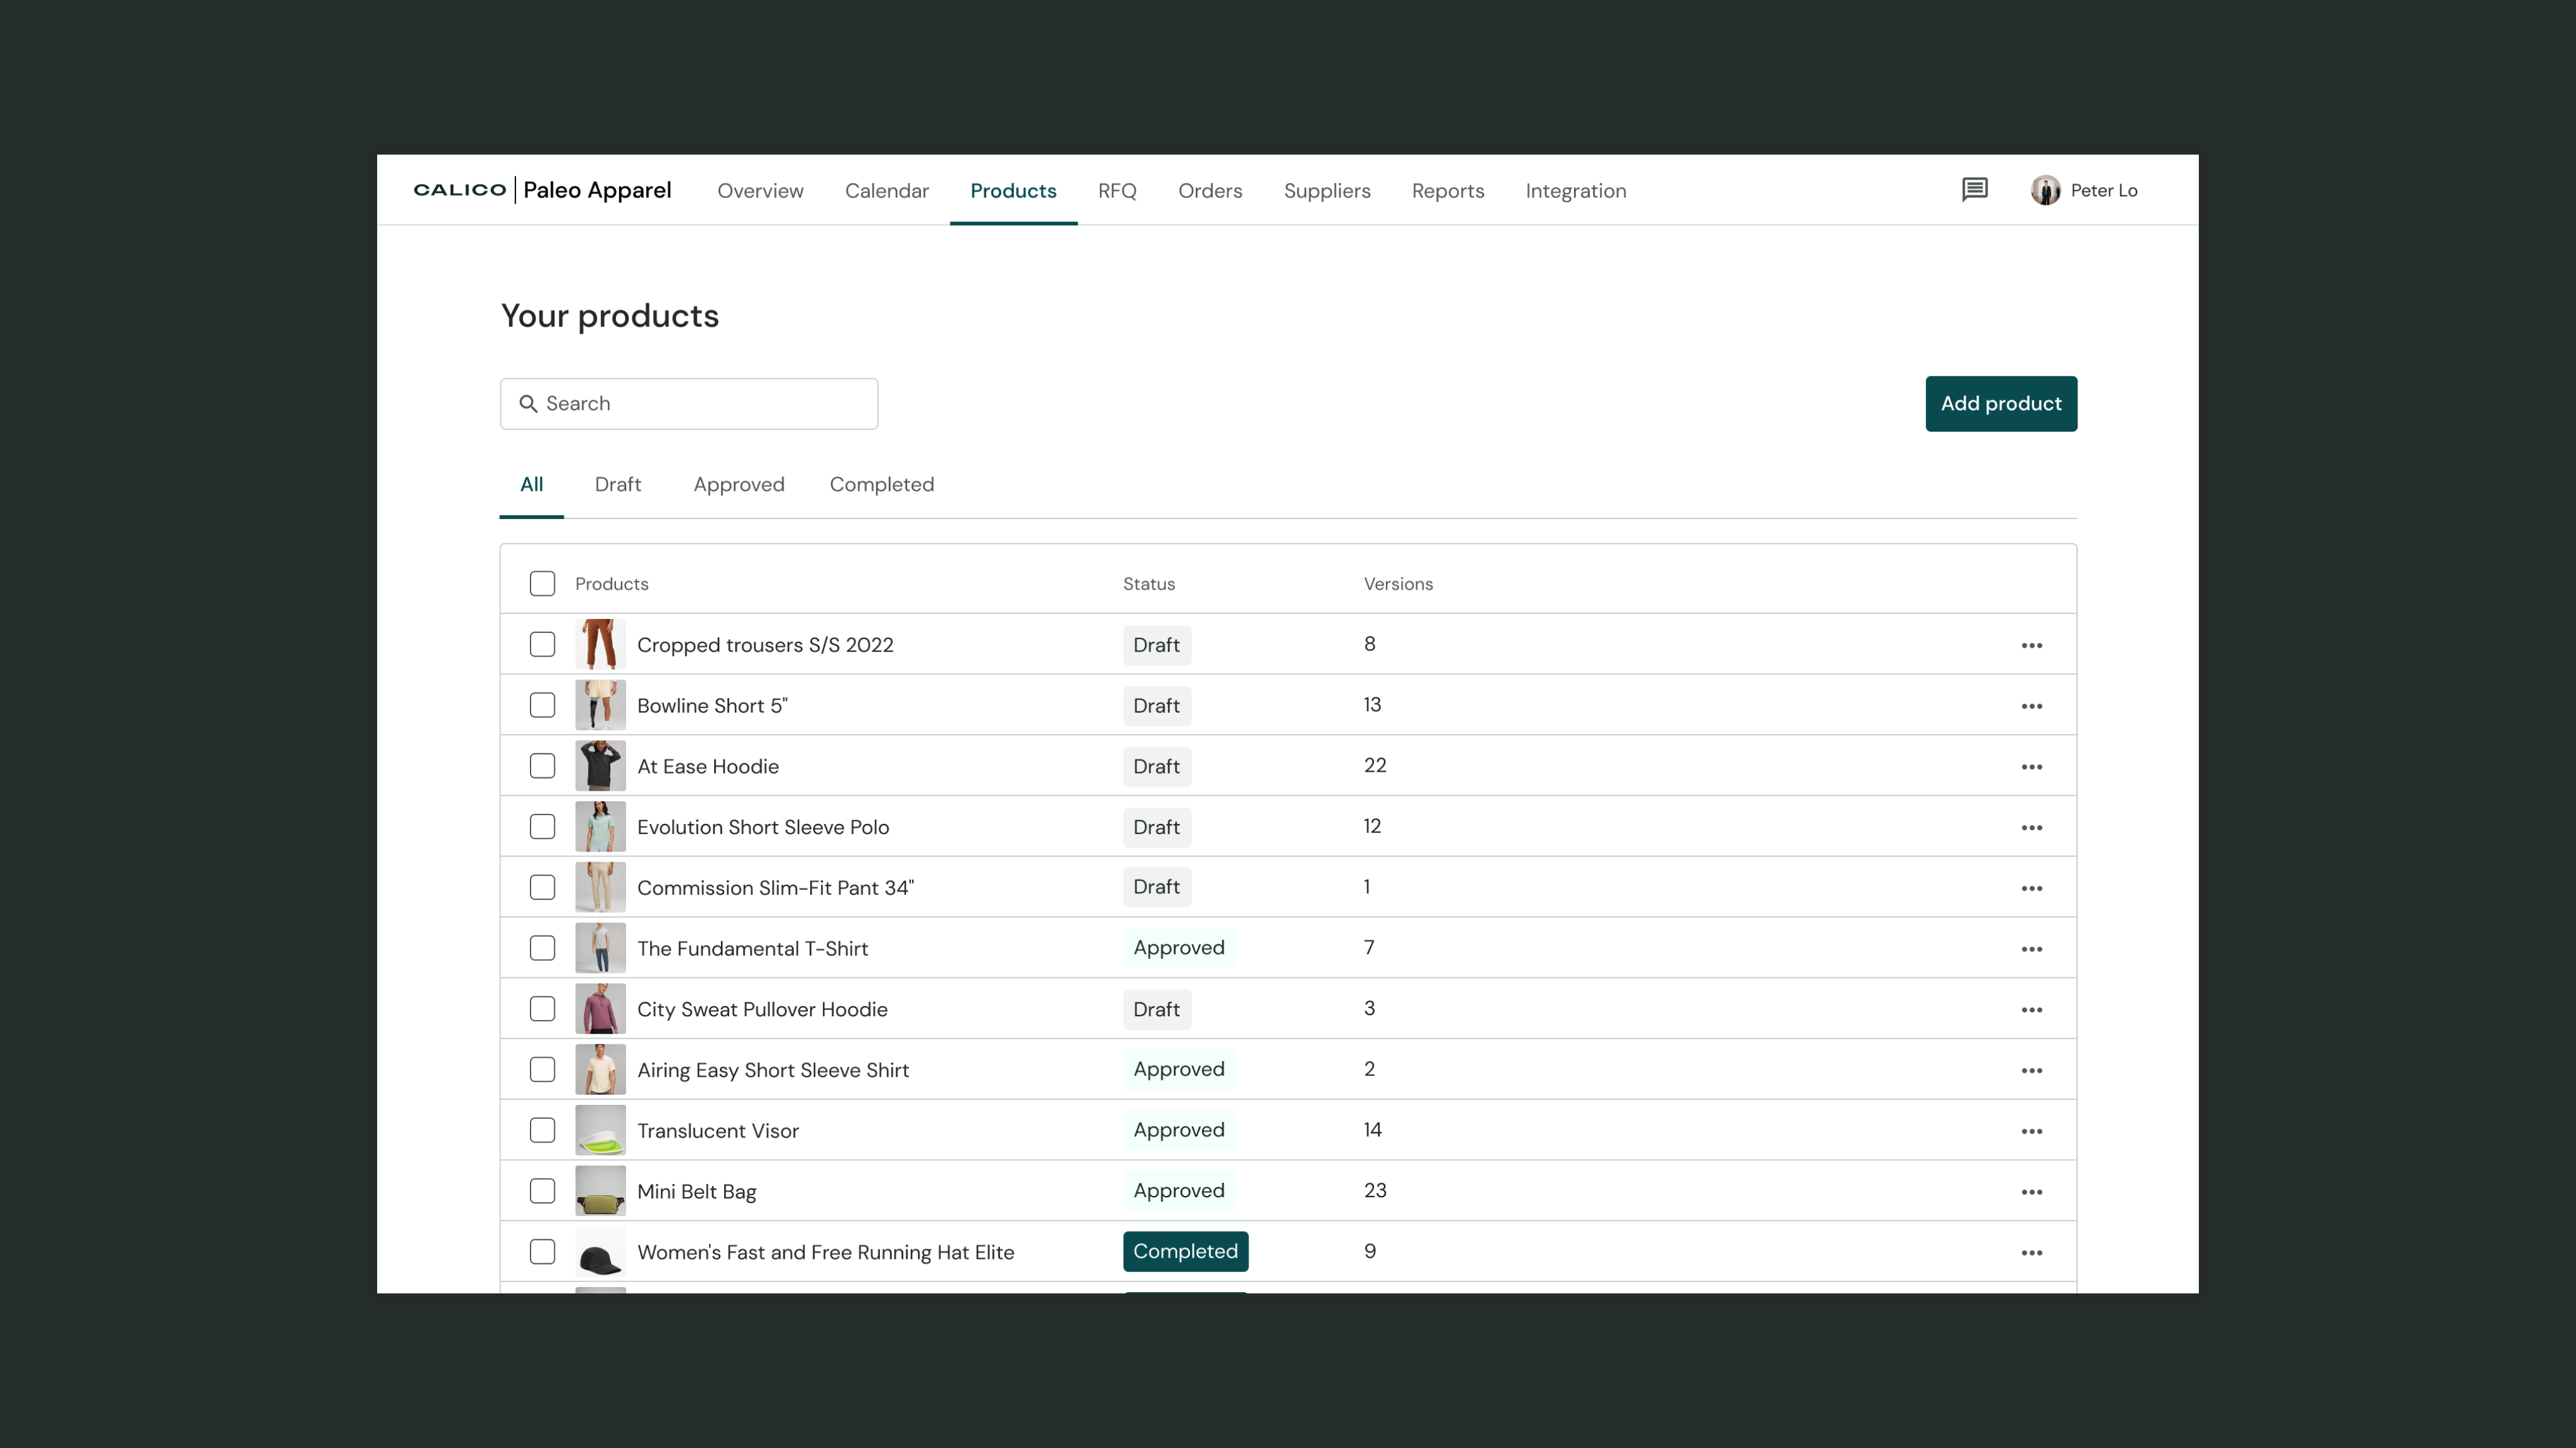 CALICO | Paleo Apparel Overview Calendar Products RFQ Orders Suppliers Reports Integration Peter Lo
Your products
Search Add product
All Draft Approved Completed
Products Status Versions
Cropped trousers S/S 2022 Draft 8
Bowline Short 5" Draft 13
At Ease Hoodie Draft 22
Evolution Short Sleeve Polo Draft 12
Commission Slim-Fit Pant 34" Draft 1
The Fundamental T-Shirt Approved 7
City Sweat Pullover Hoodie Draft 3
Airing Easy Short Sleeve Shirt Approved 2
Translucent Visor Approved 14
Mini Belt Bag Approved 23
Women's Fast and Free Running Hat Elite Completed 9